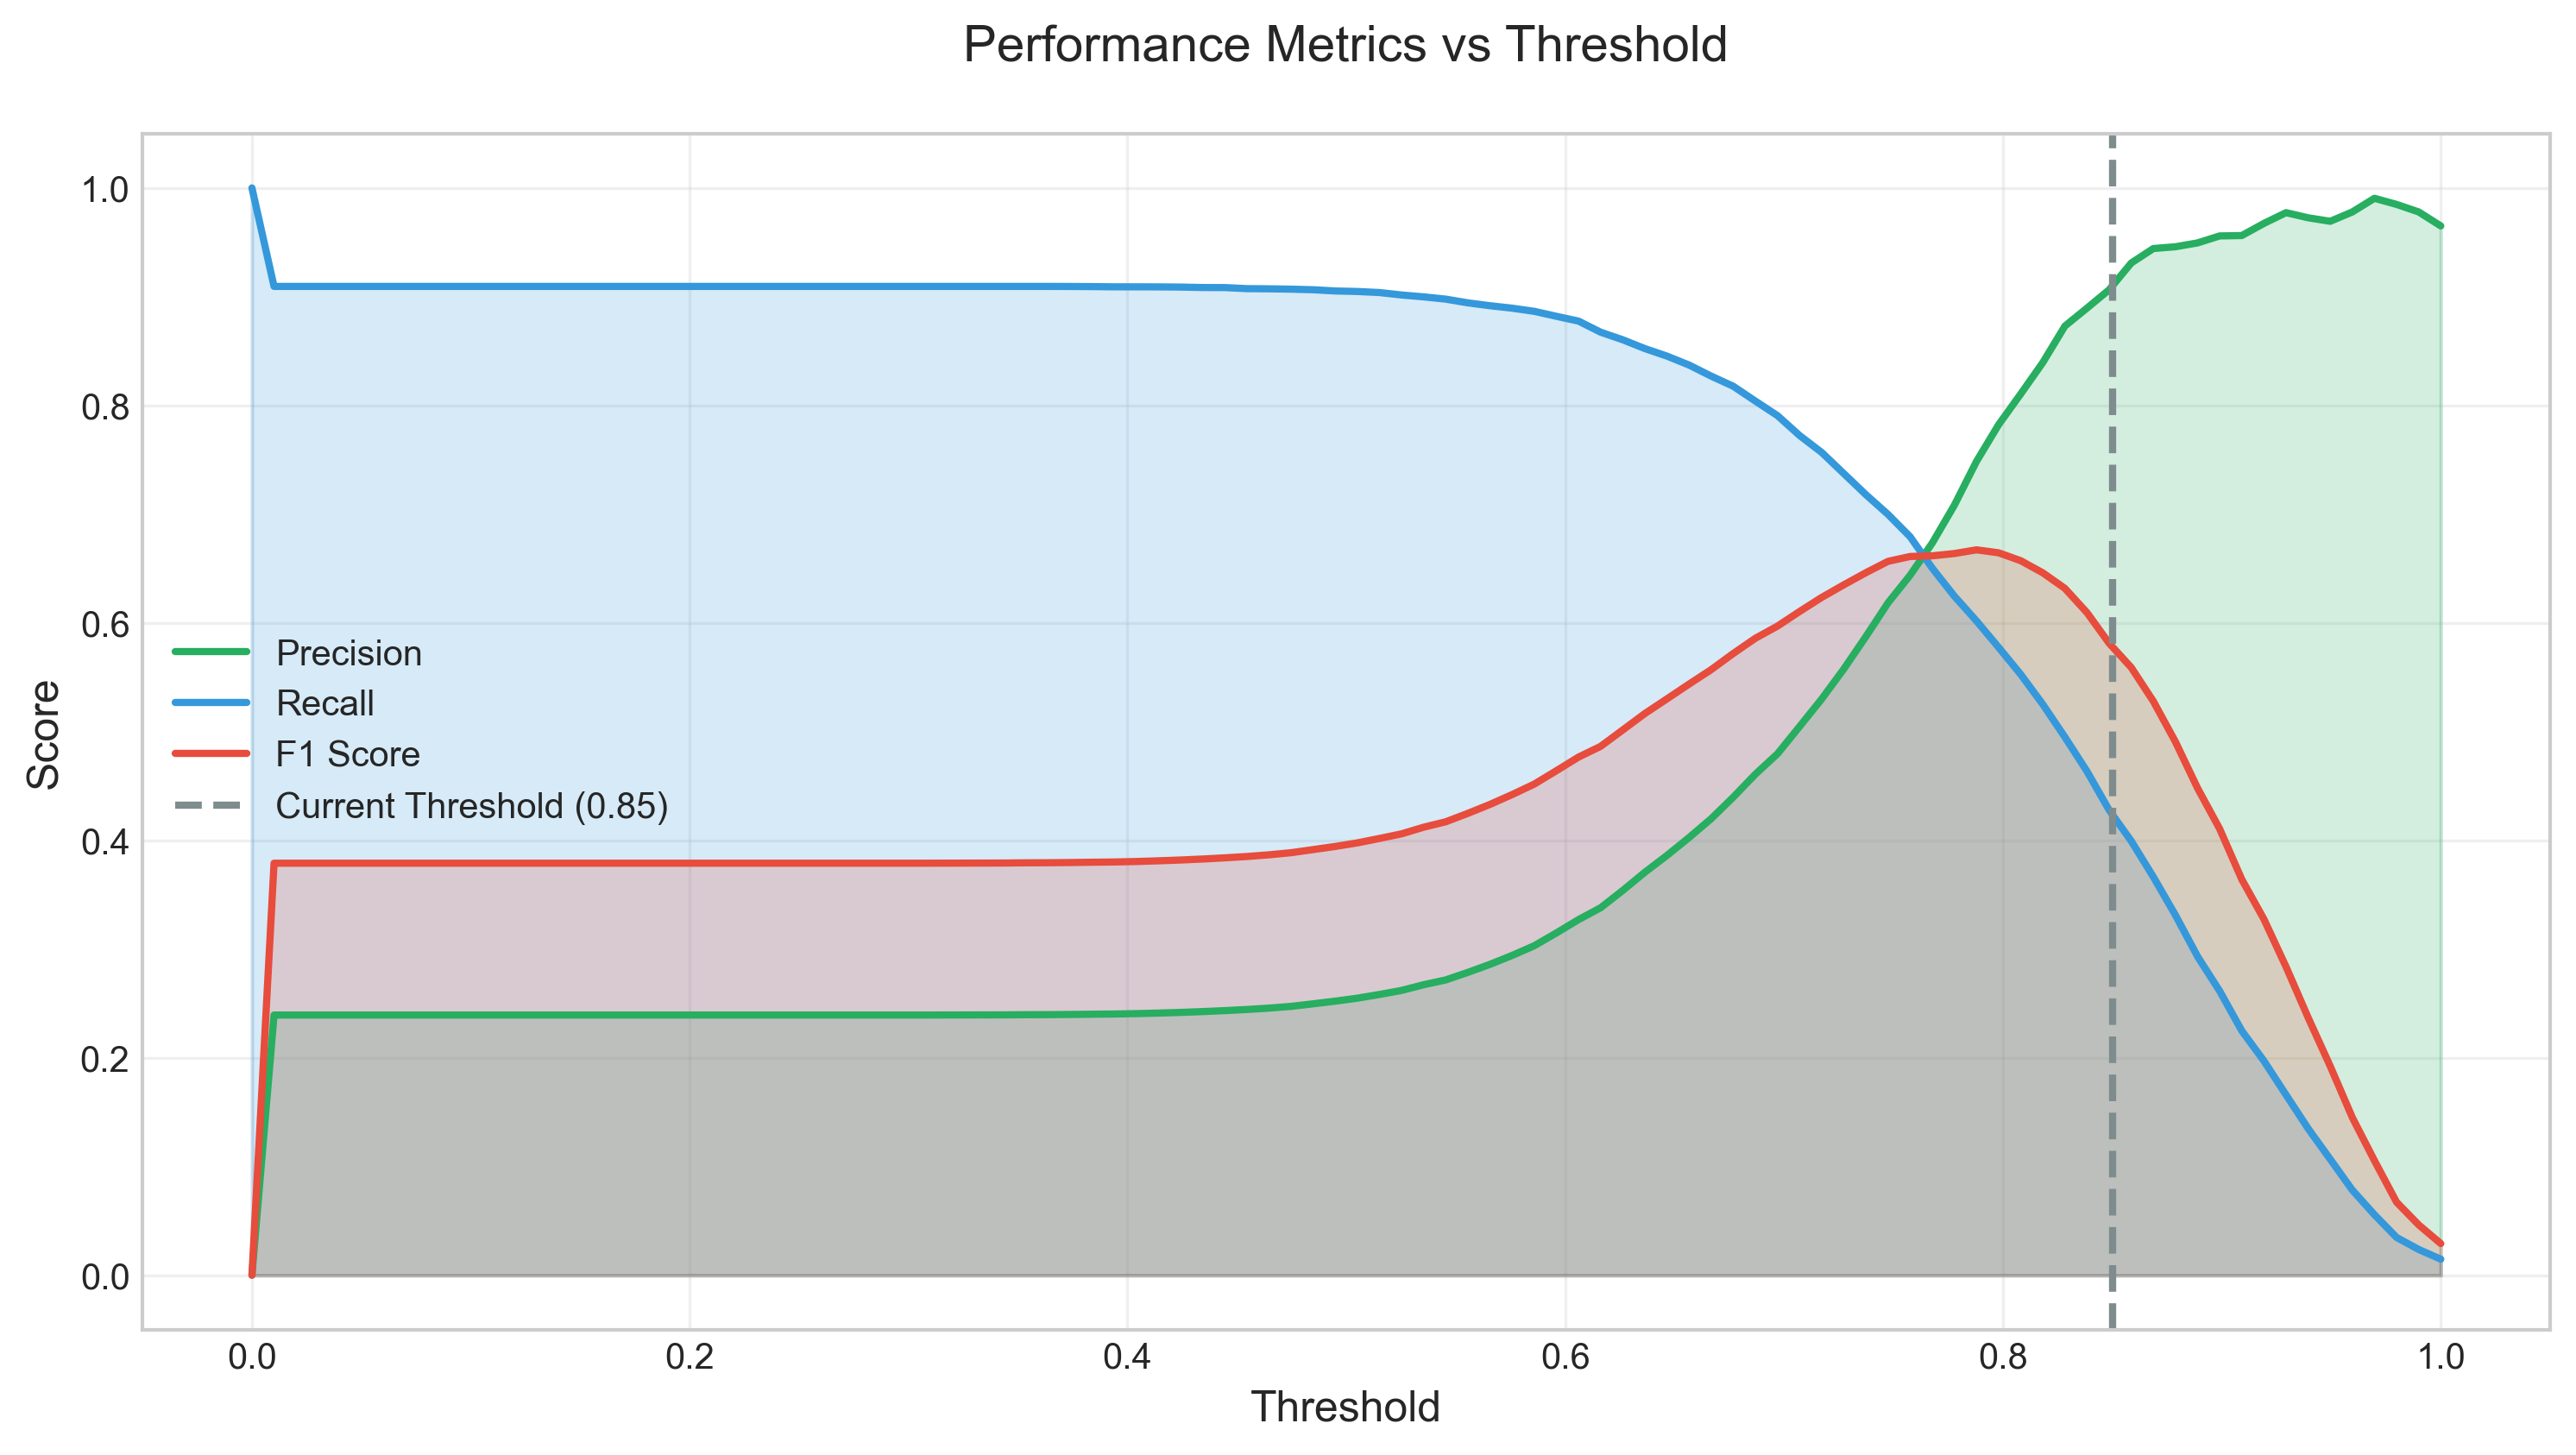 Performance Metrics vs Threshold
1.0
0.8
0.6
0.4
0.2
0.0
Score
Precision
Recall
F1 Score
Current Threshold (0.85)
0.0 0.2 0.4 0.6 0.8 1.0
Threshold